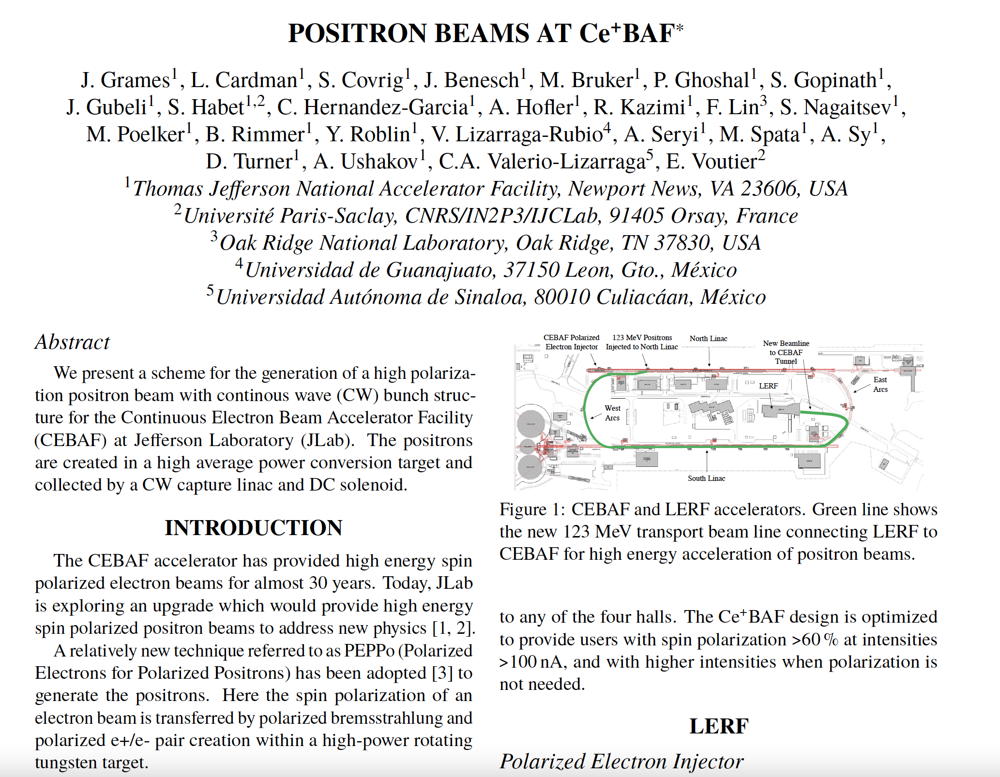 POSITRON BEAMS AT Ce+BAF*
J. Grames1, L. Cardman1, S. Covrig1, J. Benesch1, M. Bruker1, P. Ghoshal1, S. Gopinath1,
J. Gubeli1, S. Habet1,2, C. Hernandez-Garcia1, A. Hofler1, R. Kazimi1, F. Lin3, S. Nagaitsev1,
M. Poelker1, B. Rimmer1, Y. Roblin1, V. Lizarraga-Rubio4, A. Seryi1, M. Spata1, A. Sy1,
D. Turner1, A. Ushakov1, C.A. Valerio-Lizarraga5, E. Voutier2
1Thomas Jefferson National Accelerator Facility, Newport News, VA 23606, USA
2Université Paris-Saclay, CNRS/IN2P3/IJCLab, 91405 Orsay, France
3Oak Ridge National Laboratory, Oak Ridge, TN 37830, USA
4Universidad de Guanajuato, 37150 Leon, Gto., México
5Universidad Autónoma de Sinaloa, 80010 Culiacáan, México
Abstract
We present a scheme for the generation of a high polariza-
tion positron beam with continous wave (CW) bunch struc-
ture for the Continuous Electron Beam Accelerator Facility
(CEBAF) at Jefferson Laboratory (JLab). The positrons
are created in a high average power conversion target and
collected by a CW capture linac and DC solenoid.
INTRODUCTION
The CEBAF accelerator has provided high energy spin
polarized electron beams for almost 30 years. Today, JLab
is exploring an upgrade which would provide high energy
spin polarized positron beams to address new physics [1, 2].
A relatively new technique referred to as PEPPo (Polarized
Electrons for Polarized Positrons) has been adopted [3] to
generate the positrons. Here the spin polarization of an
electron beam is transferred by polarized bremsstrahlung and
polarized e+/e- pair creation within a high-power rotating
tungsten target.
CEBAF Polarized
Electron Injector
123 MeV Positrons
Injected to North Linac
North Linac
New Beamline
to CEBAF
Tunnel
LERF
East
Arcs
West
Arcs
South Linac
Figure 1: CEBAF and LERF accelerators. Green line shows
the new 123 MeV transport beam line connecting LERF to
CEBAF for high energy acceleration of positron beams.
to any of the four halls. The Ce+BAF design is optimized
to provide users with spin polarization >60 % at intensities
>100 nA, and with higher intensities when polarization is
not needed.
LERF
Polarized Electron Injector